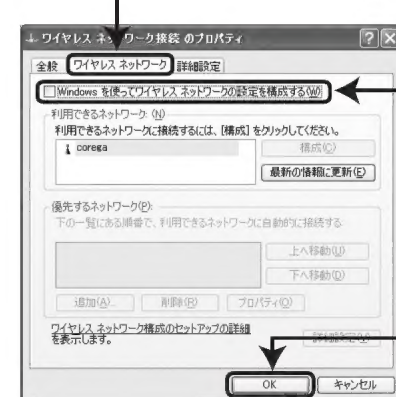 ワイヤレス ネットワーク接続 のプロパティ
全般 ワイヤレス ネットワーク 詳細設定
Windows を使ってワイヤレス ネットワークの設定を構成する(W)
利用できるネットワーク: (N)
利用できるネットワークに接続するには、[構成] をクリックしてください。
corega
構成(C)
最新の情報に更新(E)
優先するネットワーク(P):
下の一覧にある順番で、利用できるネットワークに自動的に接続する
上へ移動(U)
下へ移動(D)
追加(A)... 削除(R) プロパティ(O)
ワイヤレス ネットワーク構成のセットアップの詳細
を表示します。
詳細設定(V)
OK キャンセル